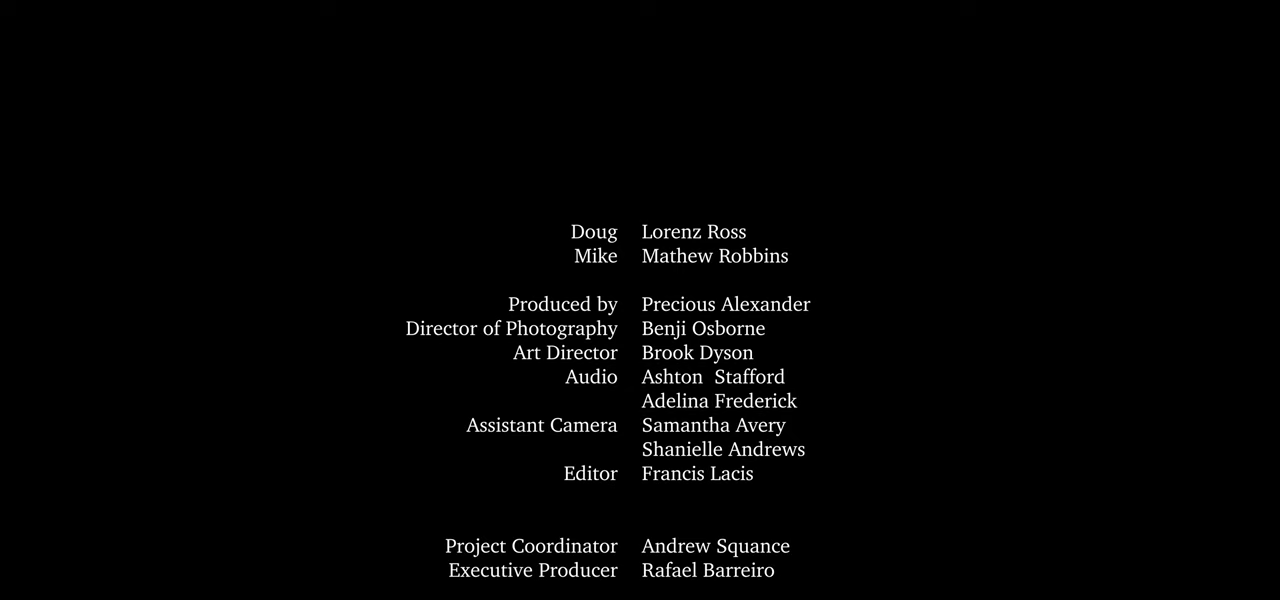 Doug Lorenz Ross
Mike Mathew Robbins
Produced by Precious Alexander
Director of Photography Benji Osborne
Art Director Brook Dyson
Audio Ashton  Stafford
Adelina Frederick
Assistant Camera Samantha Avery
Shanielle Andrews
Editor Francis Lacis
Project Coordinator Andrew Squance
Executive Producer Rafael Barreiro